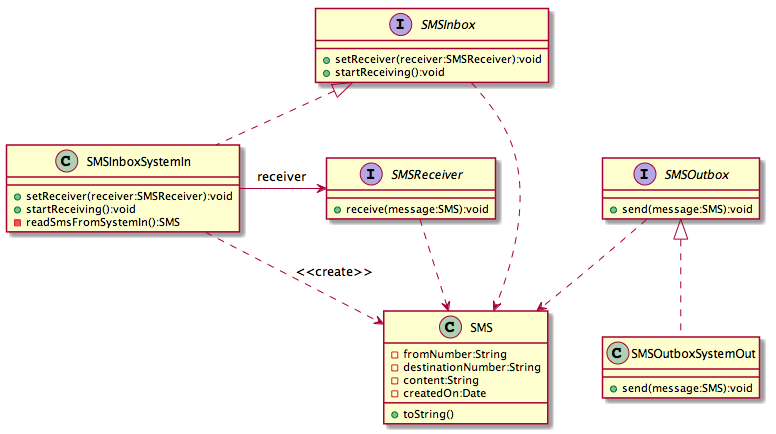 I SMSInbox
setReceiver(receiver:SMSReceiver):void
startReceiving():void
C SMSInboxSystemIn
setReceiver(receiver:SMSReceiver):void
startReceiving():void
readSmsFromSystemIn():SMS
receiver
I SMSReceiver
receive(message:SMS):void
I SMSOutbox
send(message:SMS):void
<<create>>
C SMS
fromNumber:String
destinationNumber:String
content:String
createdOn:Date
toString()
C SMSOutboxSystemOut
send(message:SMS):void